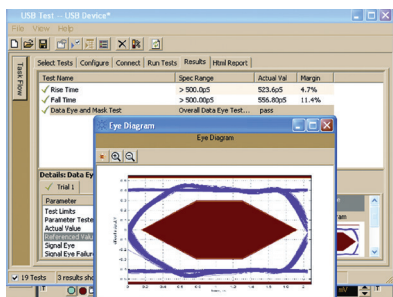 USB Test -- USB Device*
File View Help
Task Flow
Select Tests Configure Connect Run Tests Results Html Report
Test Name Spec Range Actual Val Margin
Rise Time > 500.0pS 523.6pS 4.7%
Fall Time > 500.00pS 556.80pS 11.4%
Data Eye and Mask Test Overall Data Eye Test... pass
Eye Diagram
Eye Diagram
Details: Data Ey
Trial 1
Parameter
Test Limits
Parameter Teste
Actual Value
Referenced Valu
Signal Eye
Signal Eye Failur
19 Tests 3 results sho